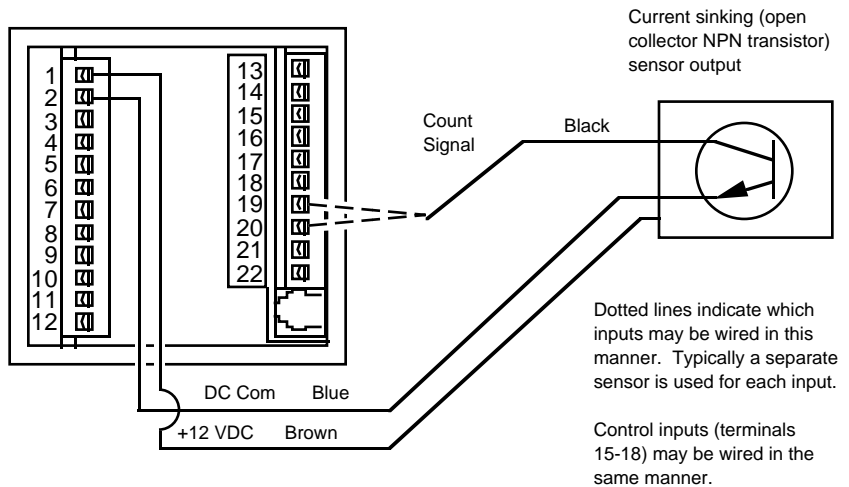 Current sinking (open
collector NPN transistor)
sensor output
1
2
3
4
5
6
7
8
9
10
11
12
13
14
15
16
17
18
19
20
21
22
Count
Signal
Black
DC Com Blue
+12 VDC Brown
Dotted lines indicate which
inputs may be wired in this
manner. Typically a separate
sensor is used for each input.
Control inputs (terminals
15-18) may be wired in the
same manner.